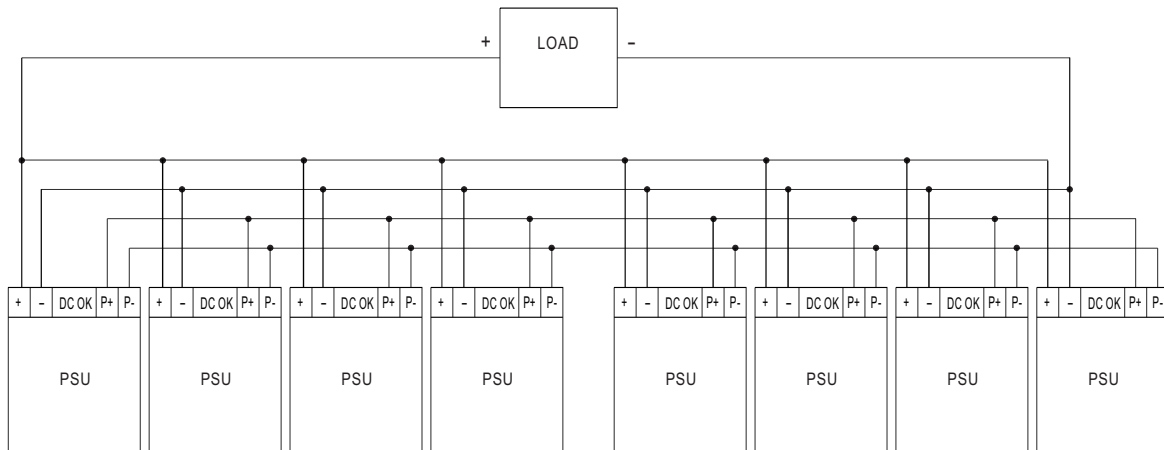 + LOAD –
+ – DC OK P+ P- + – DC OK P+ P- + – DC OK P+ P- + – DC OK P+ P- + – DC OK P+ P- + – DC OK P+ P- + – DC OK P+ P- + – DC OK P+ P-
PSU PSU PSU PSU PSU PSU PSU PSU